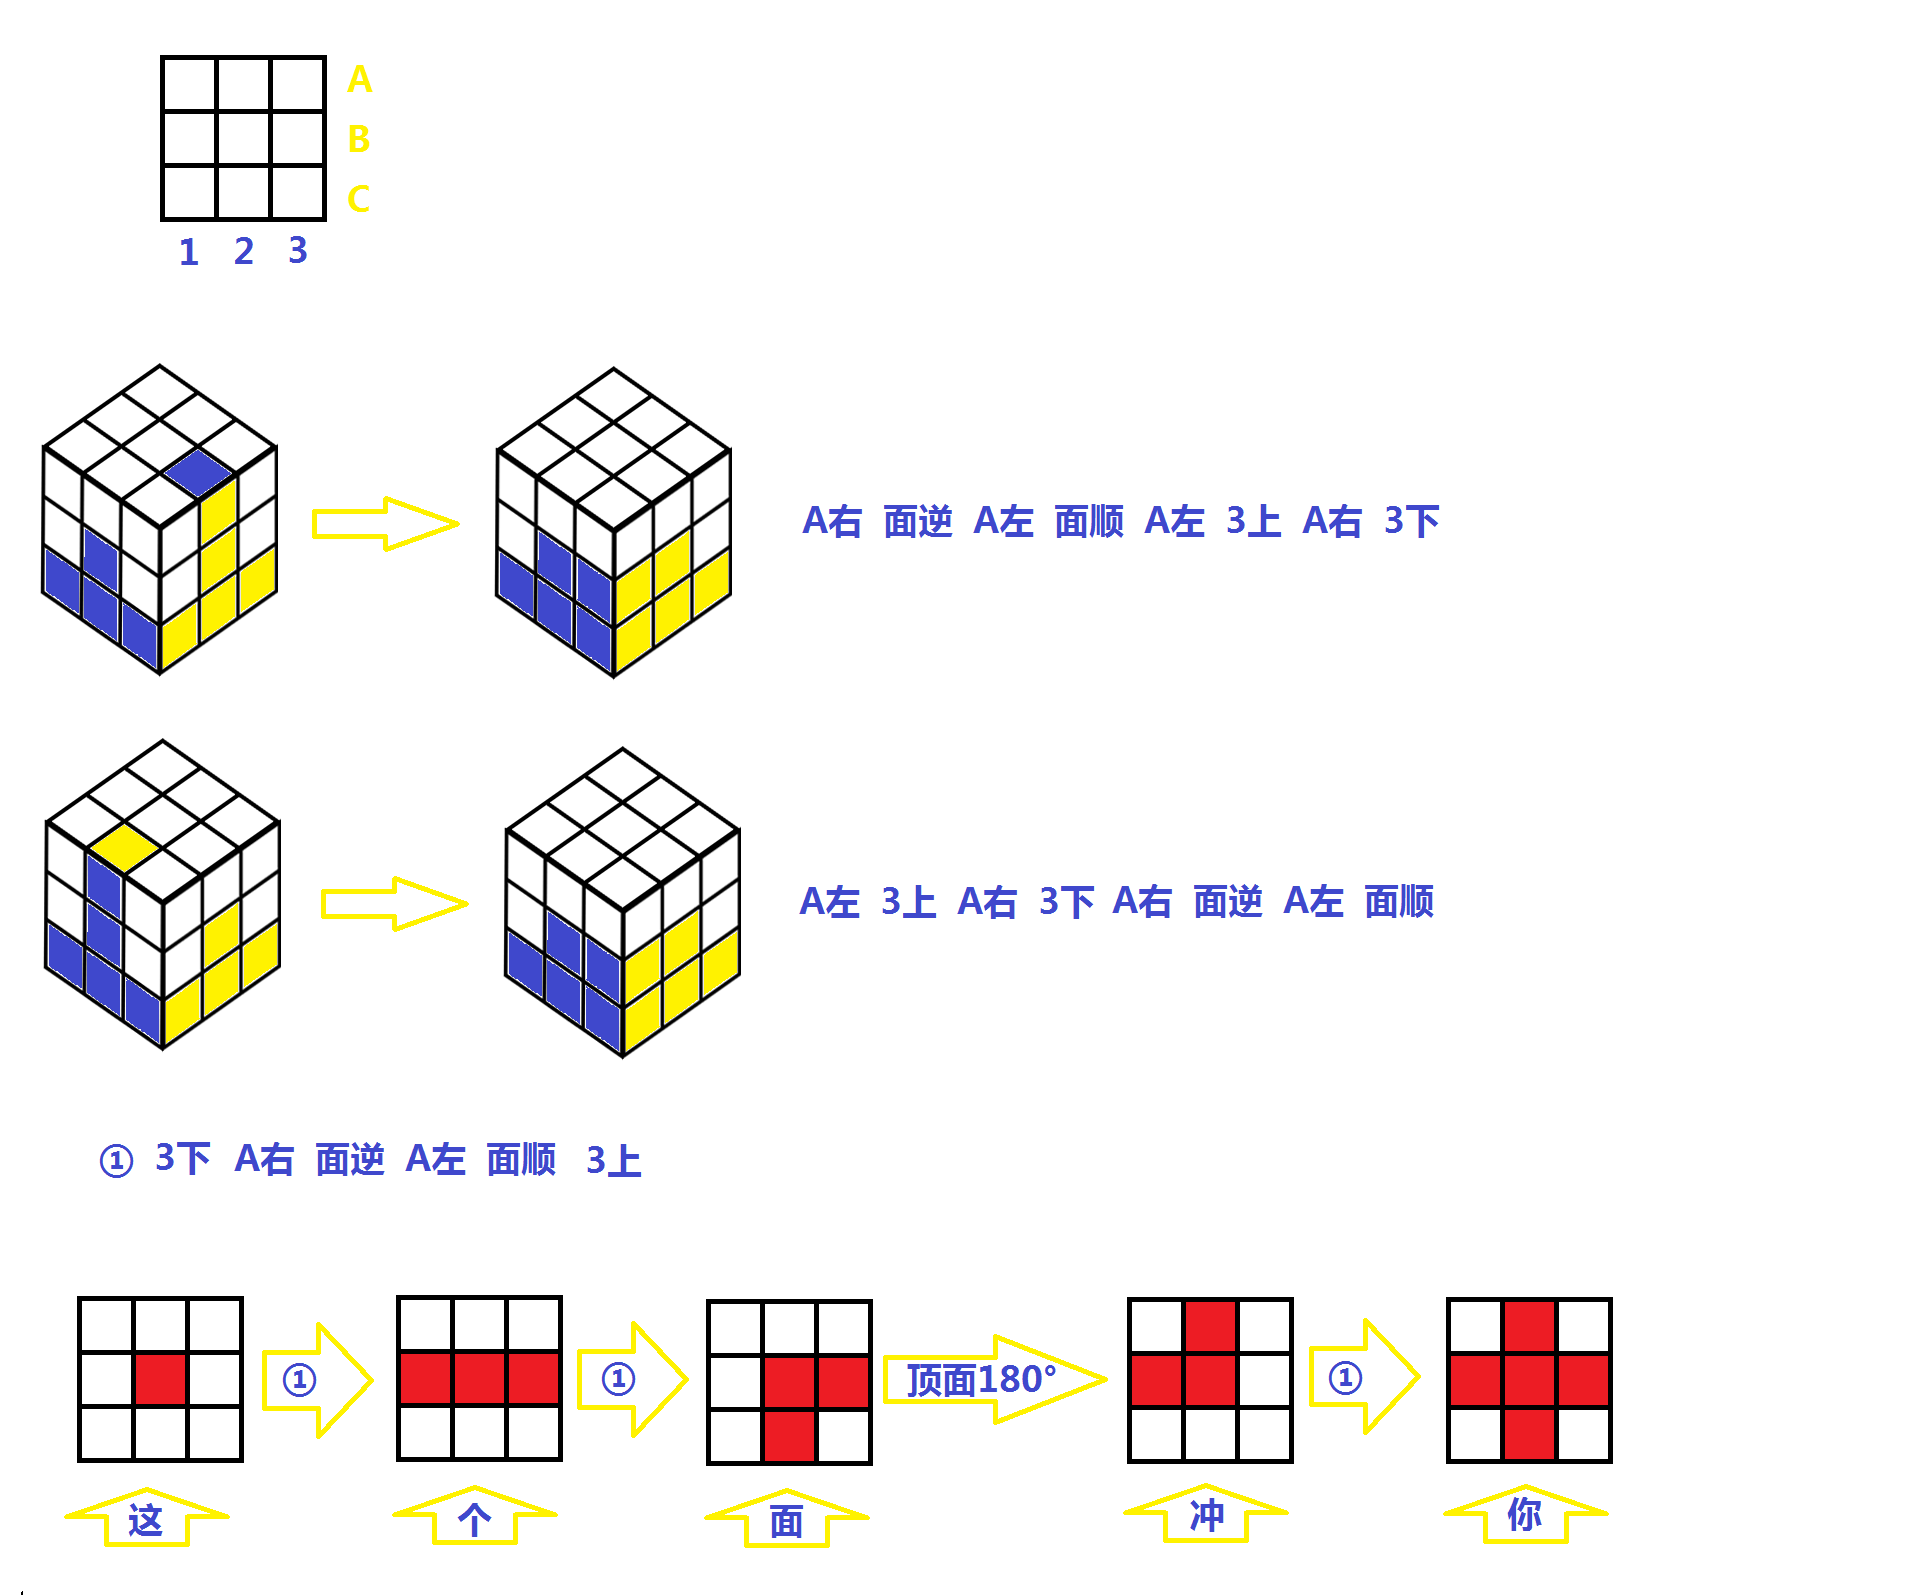 A
B
C
1 2 3
A右 面逆 A左 面顺 A左 3上 A右 3下
A左 3上 A右 3下 A右 面逆 A左 面顺
① 3下 A右 面逆 A左 面顺 3上
① ① 顶面180° ①
这 个 面 冲 你